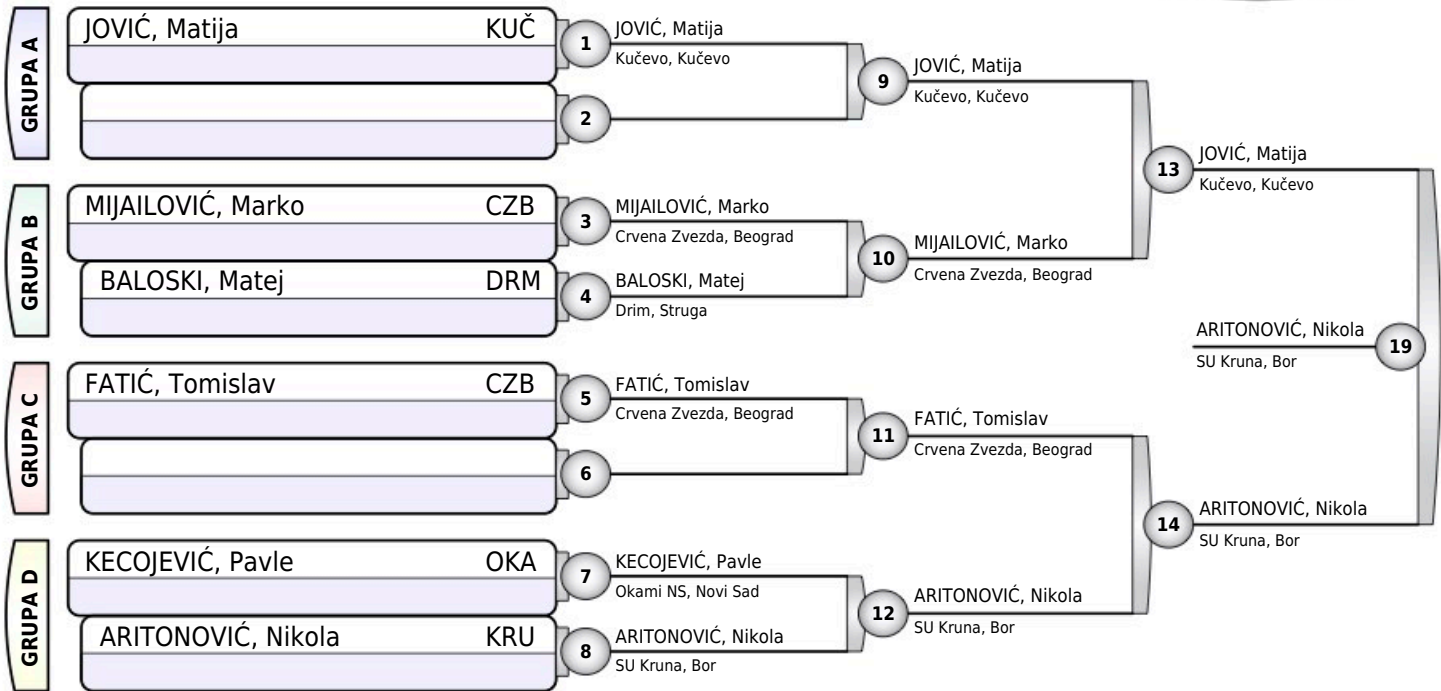 GRUPA A
JOVIĆ, Matija KUČ
1
JOVIĆ, Matija
Kučevo, Kučevo
2
9
JOVIĆ, Matija
Kučevo, Kučevo
GRUPA B
MIJAILOVIĆ, Marko CZB
3
MIJAILOVIĆ, Marko
Crvena Zvezda, Beograd
BALOSKI, Matej DRM
4
BALOSKI, Matej
Drim, Struga
10
MIJAILOVIĆ, Marko
Crvena Zvezda, Beograd
13
JOVIĆ, Matija
Kučevo, Kučevo
GRUPA C
FATIĆ, Tomislav CZB
5
FATIĆ, Tomislav
Crvena Zvezda, Beograd
6
11
FATIĆ, Tomislav
Crvena Zvezda, Beograd
GRUPA D
KECOJEVIĆ, Pavle OKA
7
KECOJEVIĆ, Pavle
Okami NS, Novi Sad
ARITONOVIĆ, Nikola KRU
8
ARITONOVIĆ, Nikola
SU Kruna, Bor
12
ARITONOVIĆ, Nikola
SU Kruna, Bor
14
ARITONOVIĆ, Nikola
SU Kruna, Bor
ARITONOVIĆ, Nikola
SU Kruna, Bor
19